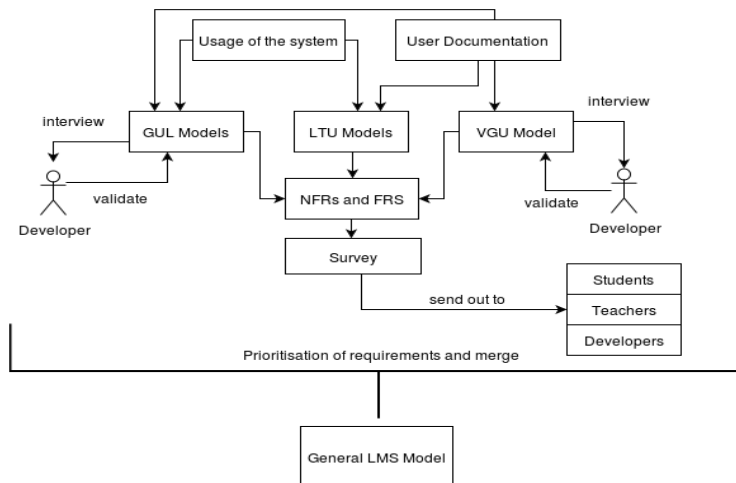 Usage of the system
User Documentation
interview
interview
GUL Models
LTU Models
VGU Model
validate
NFRs and FRS
validate
Developer
Developer
Survey
Students
send out to
Teachers
Developers
Prioritisation of requirements and merge
General LMS Model